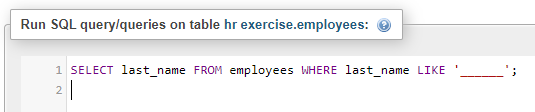 Run SQL query/queries on table hr exercise.employees:
1 SELECT last_name FROM employees WHERE last_name LIKE '______';
2